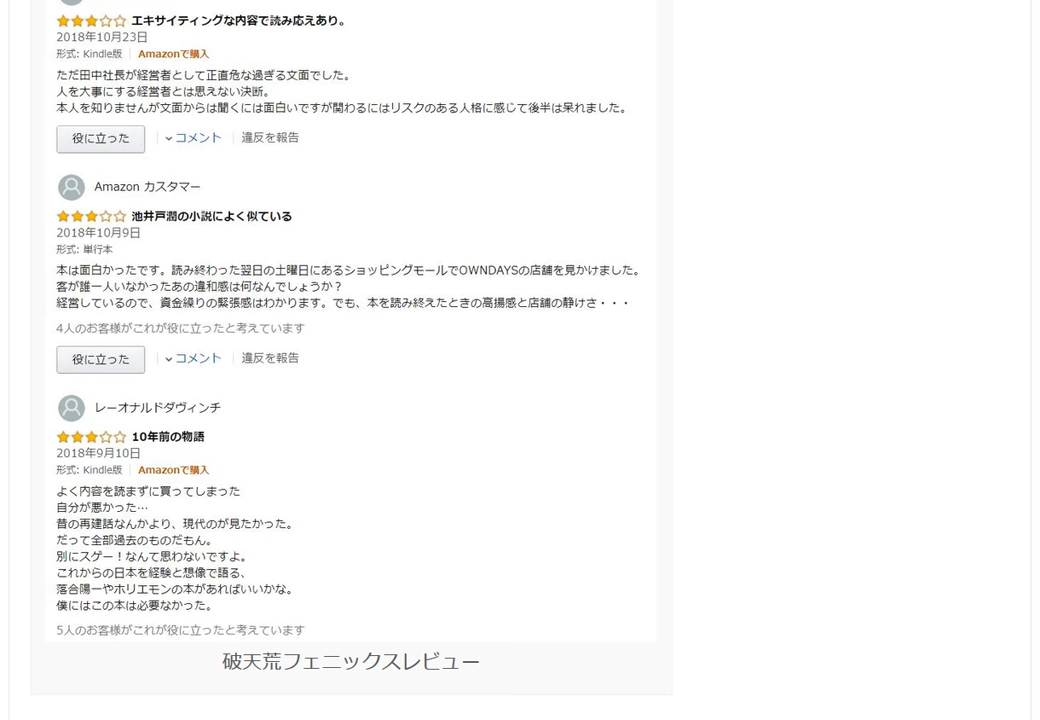 エキサイティングな内容で読み応えあり。
2018年10月23日
形式: Kindle版 | Amazonで購入
ただ田中社長が経営者として正直危な過ぎる文面でした。
人を大事にする経営者とは思えない決断。
本人を知りませんが文面からは聞くには面白いですが関わるにはリスクのある人格に感じて後半は呆れました。
役に立った | コメント | 違反を報告
Amazon カスタマー
池井戸潤の小説によく似ている
2018年10月9日
形式: 単行本
本は面白かったです。読み終わった翌日の土曜日にあるショッピングモールでOWNDAYSの店舗を見かけました。
客が誰一人いなかったあの違和感は何なんでしょうか？
経営しているので、資金繰りの緊張感はわかります。でも、本を読み終えたときの高揚感と店舗の静けさ・・・
4人のお客様がこれが役に立ったと考えています
役に立った | コメント | 違反を報告
レーオナルドダヴィンチ
10年前の物語
2018年9月10日
形式: Kindle版 | Amazonで購入
よく内容を読まずに買ってしまった
自分が悪かった…
昔の再建話なんかより、現代のが見たかった。
だって全部過去のものだもん。
別にスゲー！なんて思わないですよ。
これからの日本を経験と想像で語る、
落合陽一やホリエモンの本があればいいかな。
僕にはこの本は必要なかった。
5人のお客様がこれが役に立ったと考えています
破天荒フェニックスレビュー